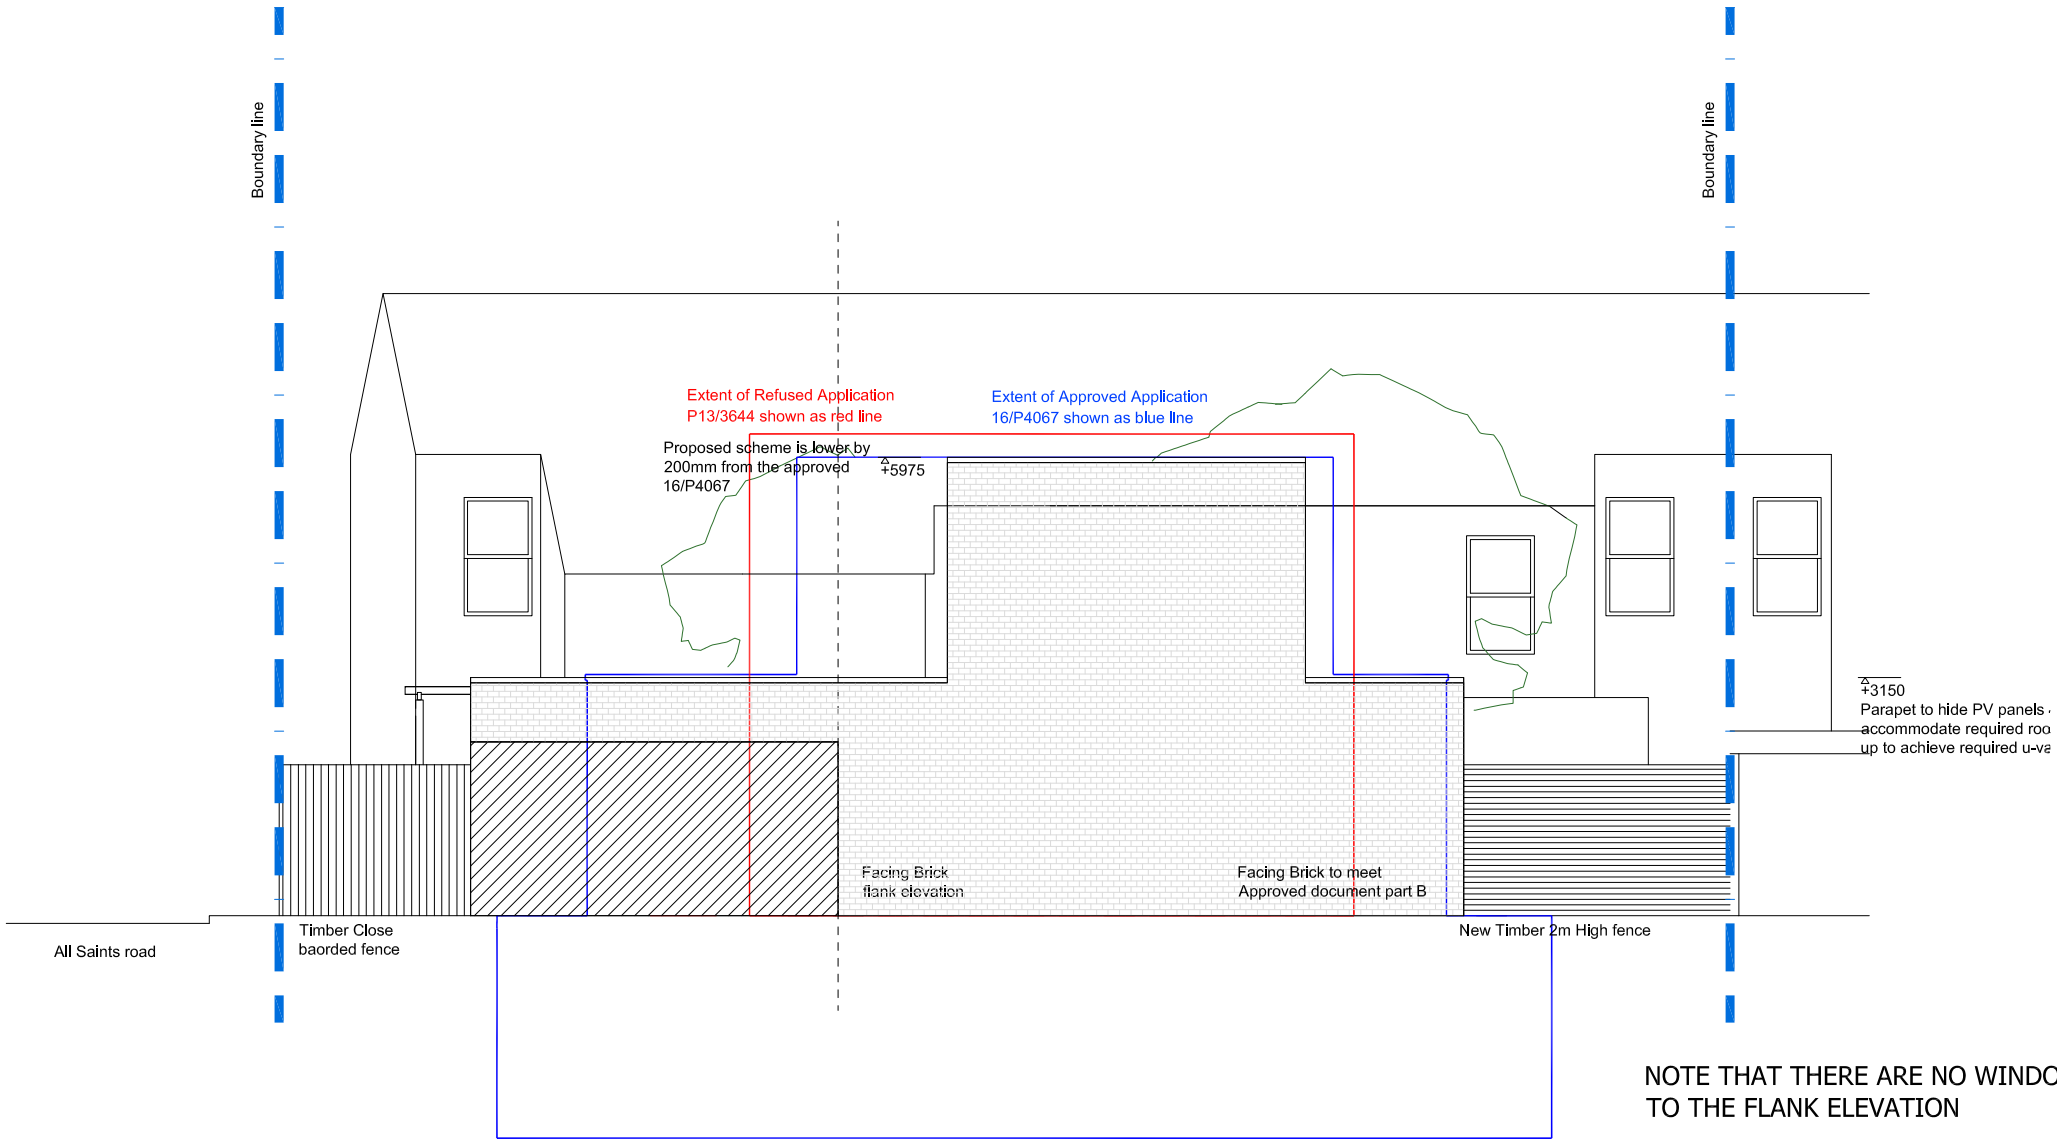 Boundary line
Boundary line
Extent of Refused Application
P13/3644 shown as red line
Extent of Approved Application
16/P4067 shown as blue lIne
Proposed scheme is lower by
200mm from the approved
16/P4067
+5975
+3150
Parapet to hide PV panels
accommodate required
up to achieve required
Facing Brick
flank elevation
Facing Brick to meet
Approved document part B
Timber Close
baorded fence
All Saints road
New Timber 2m High fence
NOTE THAT THERE ARE NO
TO THE FLANK ELEVATION